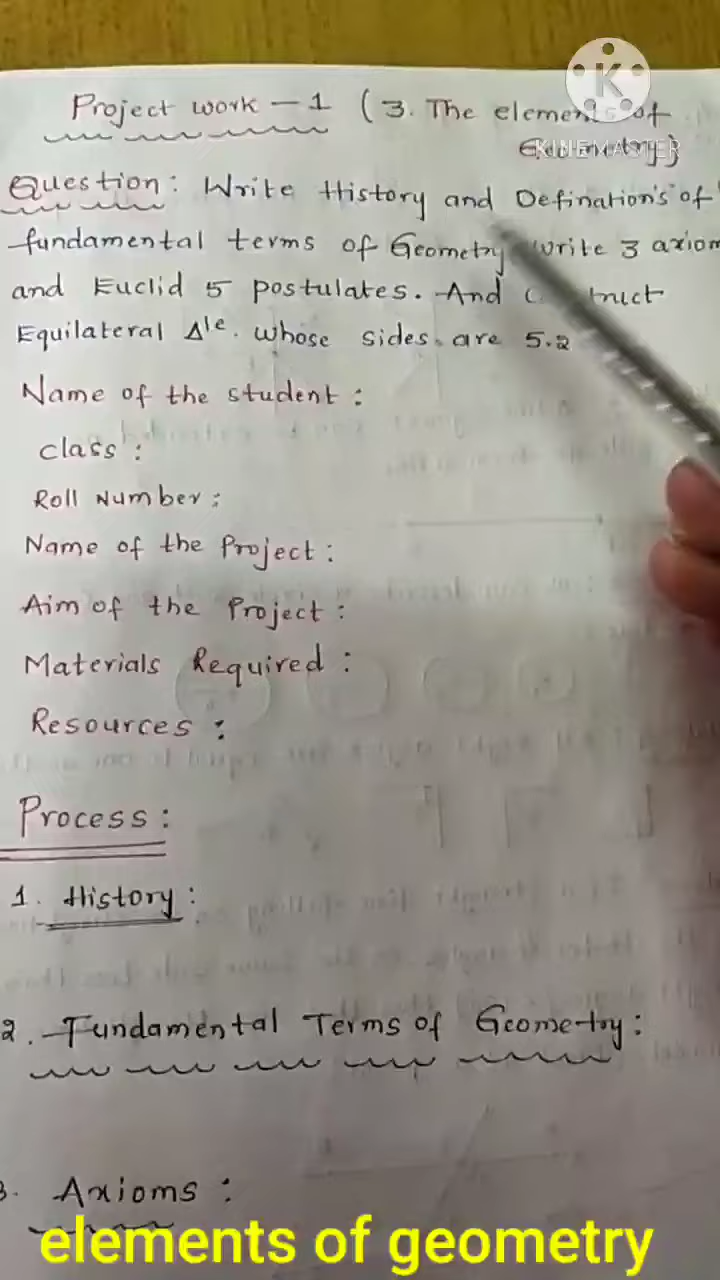 Project work - 1 ( 3. The elements of
Geometry)
KINEMASTER
Question: Write History and Defination's of
fundamental terms of Geometry write 3 axiom
and Euclid 5 postulates. And
Equilateral Δle. whose sides are 5.2
Name of the student :
Class :
Roll Number :
Name of the Project :
Aim of the Project :
Materials Required :
Resources :
Process :
1. History :
2. Fundamental Terms of Geometry :
3. Axioms :
elements of geometry